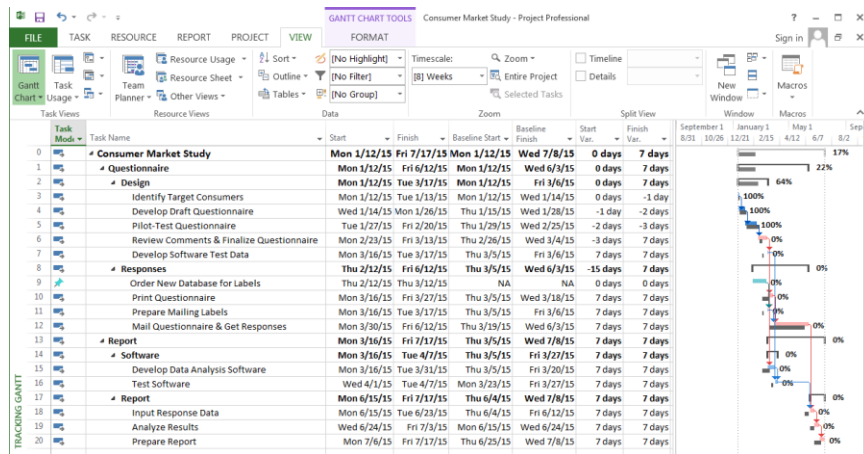 GANTT CHART TOOLS Consumer Market Study - Project Professional
FILE TASK RESOURCE REPORT PROJECT VIEW FORMAT Sign in
Gantt Chart Task Usage Team Planner Resource Usage Resource Sheet Other Views Sort Outline Tables [No Highlight] [No Filter] [No Group] Timescale: [8] Weeks Zoom Entire Project Selected Tasks Timeline Details New Window Macros
Task Views Resource Views Data Zoom Split View Window Macros
Task Mode Task Name Start Finish Baseline Start Baseline Finish Start Var. Finish Var. September 1 January 1 May 1 Sep
8/31 10/26 12/21 2/15 4/12 6/7 8/2
0 Consumer Market Study Mon 1/12/15 Fri 7/17/15 Mon 1/12/15 Wed 7/8/15 0 days 7 days 17%
1 Questionnaire Mon 1/12/15 Fri 6/12/15 Mon 1/12/15 Wed 6/3/15 0 days 7 days 22%
2 Design Mon 1/12/15 Tue 3/17/15 Mon 1/12/15 Fri 3/6/15 0 days 7 days 64%
3 Identify Target Consumers Mon 1/12/15 Tue 1/13/15 Mon 1/12/15 Wed 1/14/15 0 days -1 day 100%
4 Develop Draft Questionnaire Wed 1/14/15 Mon 1/26/15 Thu 1/15/15 Wed 1/28/15 -1 day -2 days 100%
5 Pilot-Test Questionnaire Tue 1/27/15 Fri 2/20/15 Thu 1/29/15 Wed 2/25/15 -2 days -3 days 100%
6 Review Comments & Finalize Questionnaire Mon 2/23/15 Fri 3/13/15 Thu 2/26/15 Wed 3/4/15 -3 days 7 days 0%
7 Develop Software Test Data Mon 3/16/15 Tue 3/17/15 Thu 3/5/15 Fri 3/6/15 7 days 7 days 0%
8 Responses Thu 2/12/15 Fri 6/12/15 Thu 3/5/15 Wed 6/3/15 -15 days 7 days 0%
9 Order New Database for Labels Thu 2/12/15 Thu 3/12/15 NA NA 0 days 0 days 0%
10 Print Questionnaire Mon 3/16/15 Fri 3/27/15 Thu 3/5/15 Wed 3/18/15 7 days 7 days 0%
11 Prepare Mailing Labels Mon 3/16/15 Tue 3/17/15 Thu 3/5/15 Fri 3/6/15 7 days 7 days 0%
12 Mail Questionnaire & Get Responses Mon 3/30/15 Fri 6/12/15 Thu 3/19/15 Wed 6/3/15 7 days 7 days 0%
13 Report Mon 3/16/15 Fri 7/17/15 Thu 3/5/15 Wed 7/8/15 7 days 7 days 0%
14 Software Mon 3/16/15 Tue 4/7/15 Thu 3/5/15 Fri 3/27/15 7 days 7 days 0%
15 Develop Data Analysis Software Mon 3/16/15 Tue 3/31/15 Thu 3/5/15 Fri 3/20/15 7 days 7 days 0%
16 Test Software Wed 4/1/15 Tue 4/7/15 Mon 3/23/15 Fri 3/27/15 7 days 7 days 0%
17 Report Mon 6/15/15 Fri 7/17/15 Thu 6/4/15 Wed 7/8/15 7 days 7 days 0%
18 Input Response Data Mon 6/15/15 Tue 6/23/15 Thu 6/4/15 Fri 6/12/15 7 days 7 days 0%
19 Analyze Results Wed 6/24/15 Fri 7/3/15 Mon 6/15/15 Wed 6/24/15 7 days 7 days 0%
20 Prepare Report Mon 7/6/15 Fri 7/17/15 Thu 6/25/15 Wed 7/8/15 7 days 7 days 0%
TRACKING GANTT